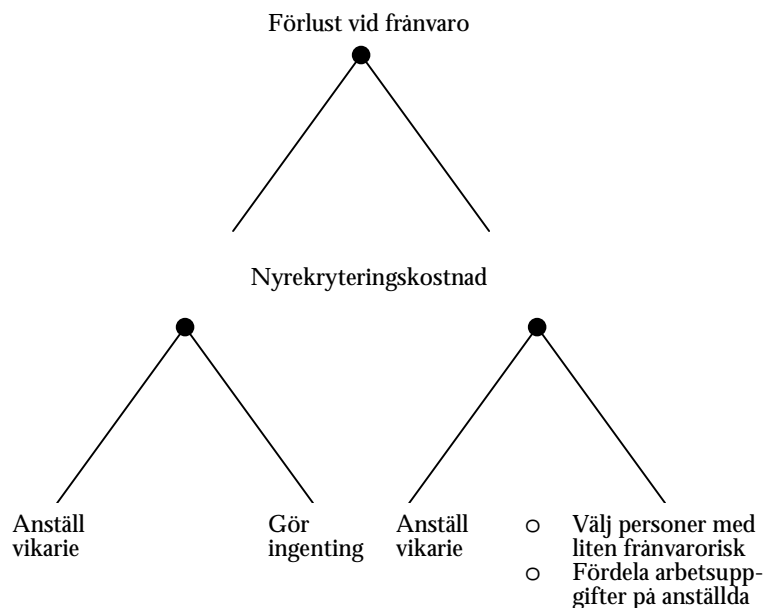 Förlust vid frånvaro
Nyrekryteringskostnad
Anställ
vikarie
Gör
ingenting
Anställ
vikarie
○ Välj personer med
liten frånvarorisk
○ Fördela arbetsupp-
gifter på anställda